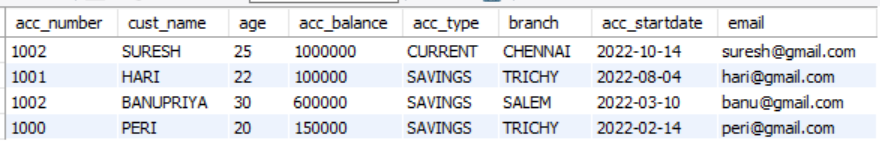 acc_number cust_name age acc_balance acc_type branch acc_startdate email
1002 SURESH 25 1000000 CURRENT CHENNAI 2022-10-14 suresh@gmail.com
1001 HARI 22 100000 SAVINGS TRICHY 2022-08-04 hari@gmail.com
1002 BANUPRIYA 30 600000 SAVINGS SALEM 2022-03-10 banu@gmail.com
1000 PERI 20 150000 SAVINGS TRICHY 2022-02-14 peri@gmail.com